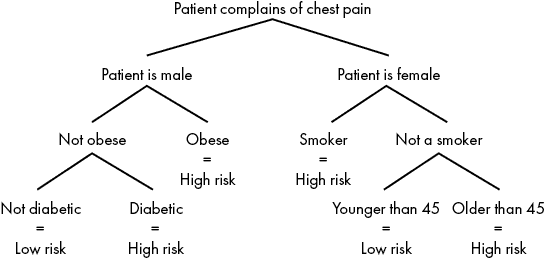 Patient complains of chest pain
Patient is male
Patient is female
Not obese
Obese
=
High risk
Smoker
=
High risk
Not a smoker
Not diabetic
=
Low risk
Diabetic
=
High risk
Younger than 45
=
Low risk
Older than 45
=
High risk